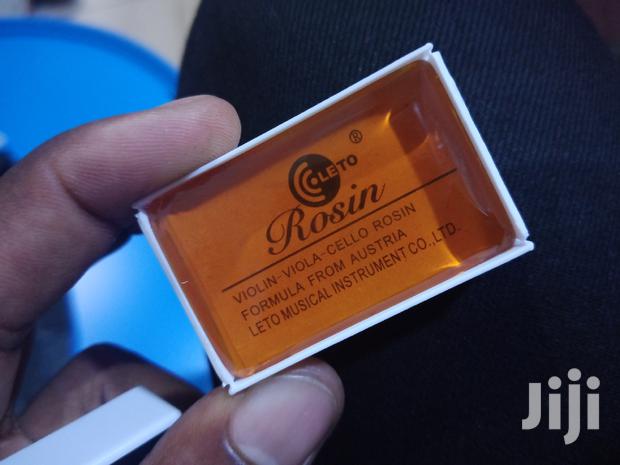 LETO ®
Rosin
VIOLIN-VIOLA-CELLO ROSIN
FORMULA FROM AUSTRIA
LETO MUSICAL INSTRUMENT CO.,LTD.
Jiji